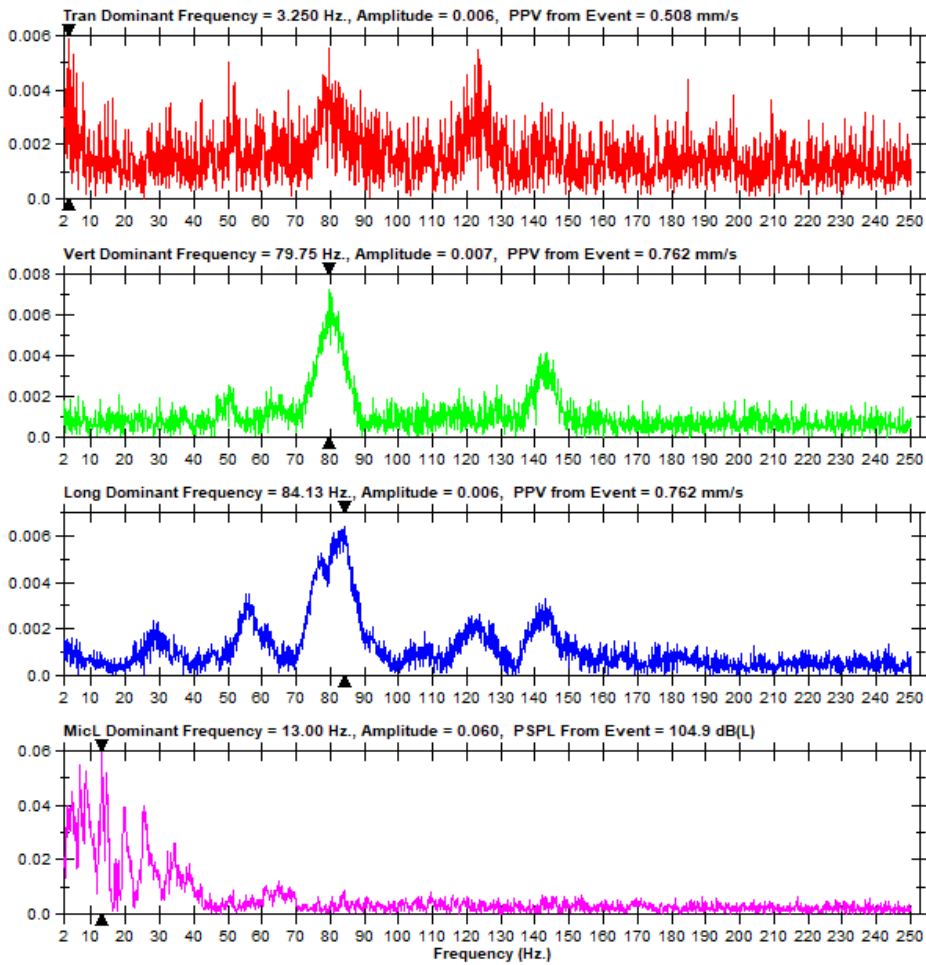 Tran Dominant Frequency = 3.250 Hz., Amplitude = 0.006, PPV from Event = 0.508 mm/s
0.006
0.004
0.002
0.0
2 10 20 30 40 50 60 70 80 90 100 110 120 130 140 150 160 170 180 190 200 210 220 230 240 250
Vert Dominant Frequency = 79.75 Hz., Amplitude = 0.007, PPV from Event = 0.762 mm/s
0.008
0.006
0.004
0.002
0.0
2 10 20 30 40 50 60 70 80 90 100 110 120 130 140 150 160 170 180 190 200 210 220 230 240 250
Long Dominant Frequency = 84.13 Hz., Amplitude = 0.006, PPV from Event = 0.762 mm/s
0.006
0.004
0.002
0.0
2 10 20 30 40 50 60 70 80 90 100 110 120 130 140 150 160 170 180 190 200 210 220 230 240 250
MicL Dominant Frequency = 13.00 Hz., Amplitude = 0.060, PSPL From Event = 104.9 dB(L)
0.06
0.04
0.02
0.0
2 10 20 30 40 50 60 70 80 90 100 110 120 130 140 150 160 170 180 190 200 210 220 230 240 250
Frequency (Hz.)